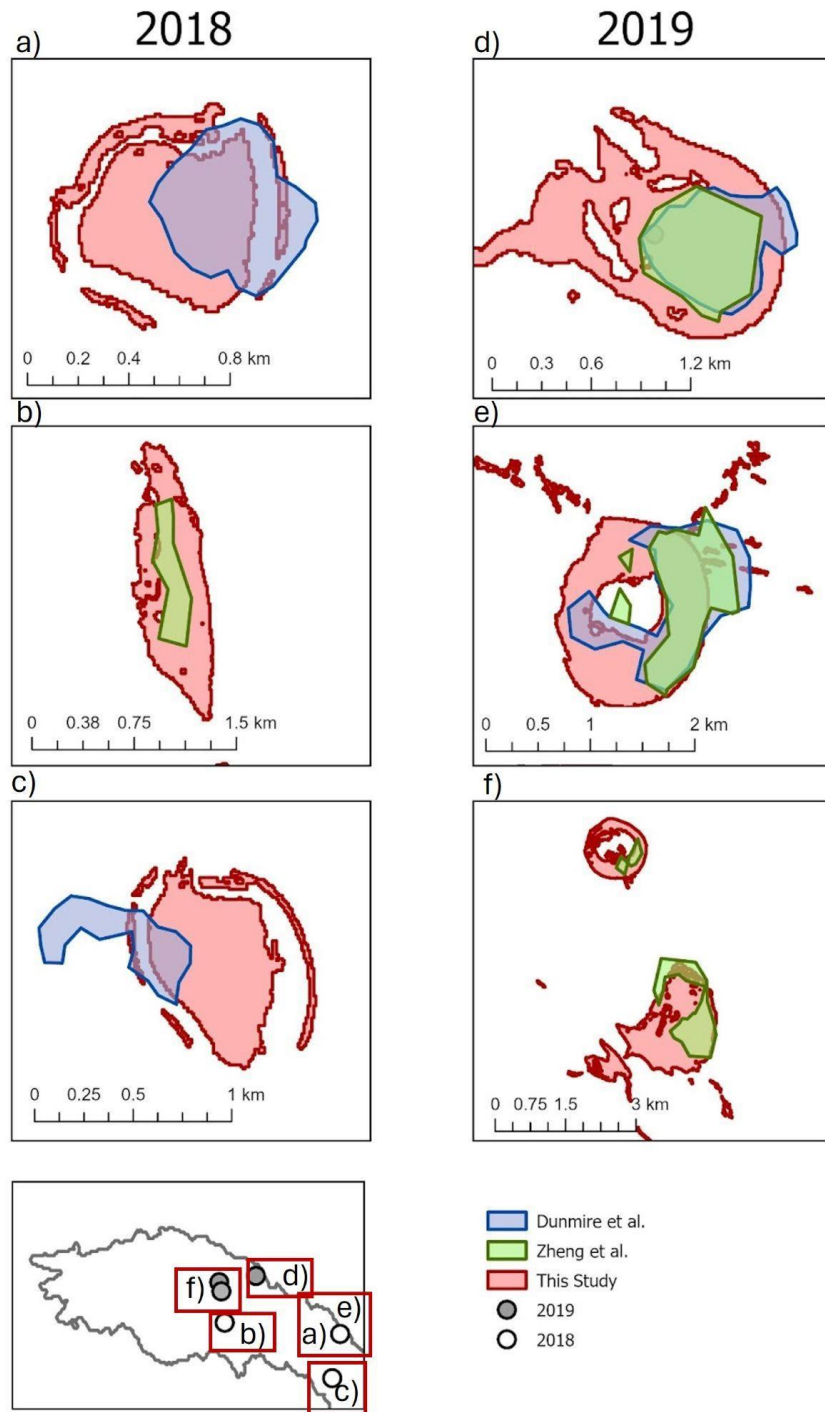 2018
2019
a)
d)
0 0.2 0.4 0.8 km
0 0.3 0.6 1.2 km
b)
e)
0 0.38 0.75 1.5 km
0 0.5 1 2 km
c)
f)
0 0.25 0.5 1 km
0 0.75 1.5 3 km
f)
d)
b)
e)
a)
c)
Dunmire et al.
Zheng et al.
This Study
2019
2018